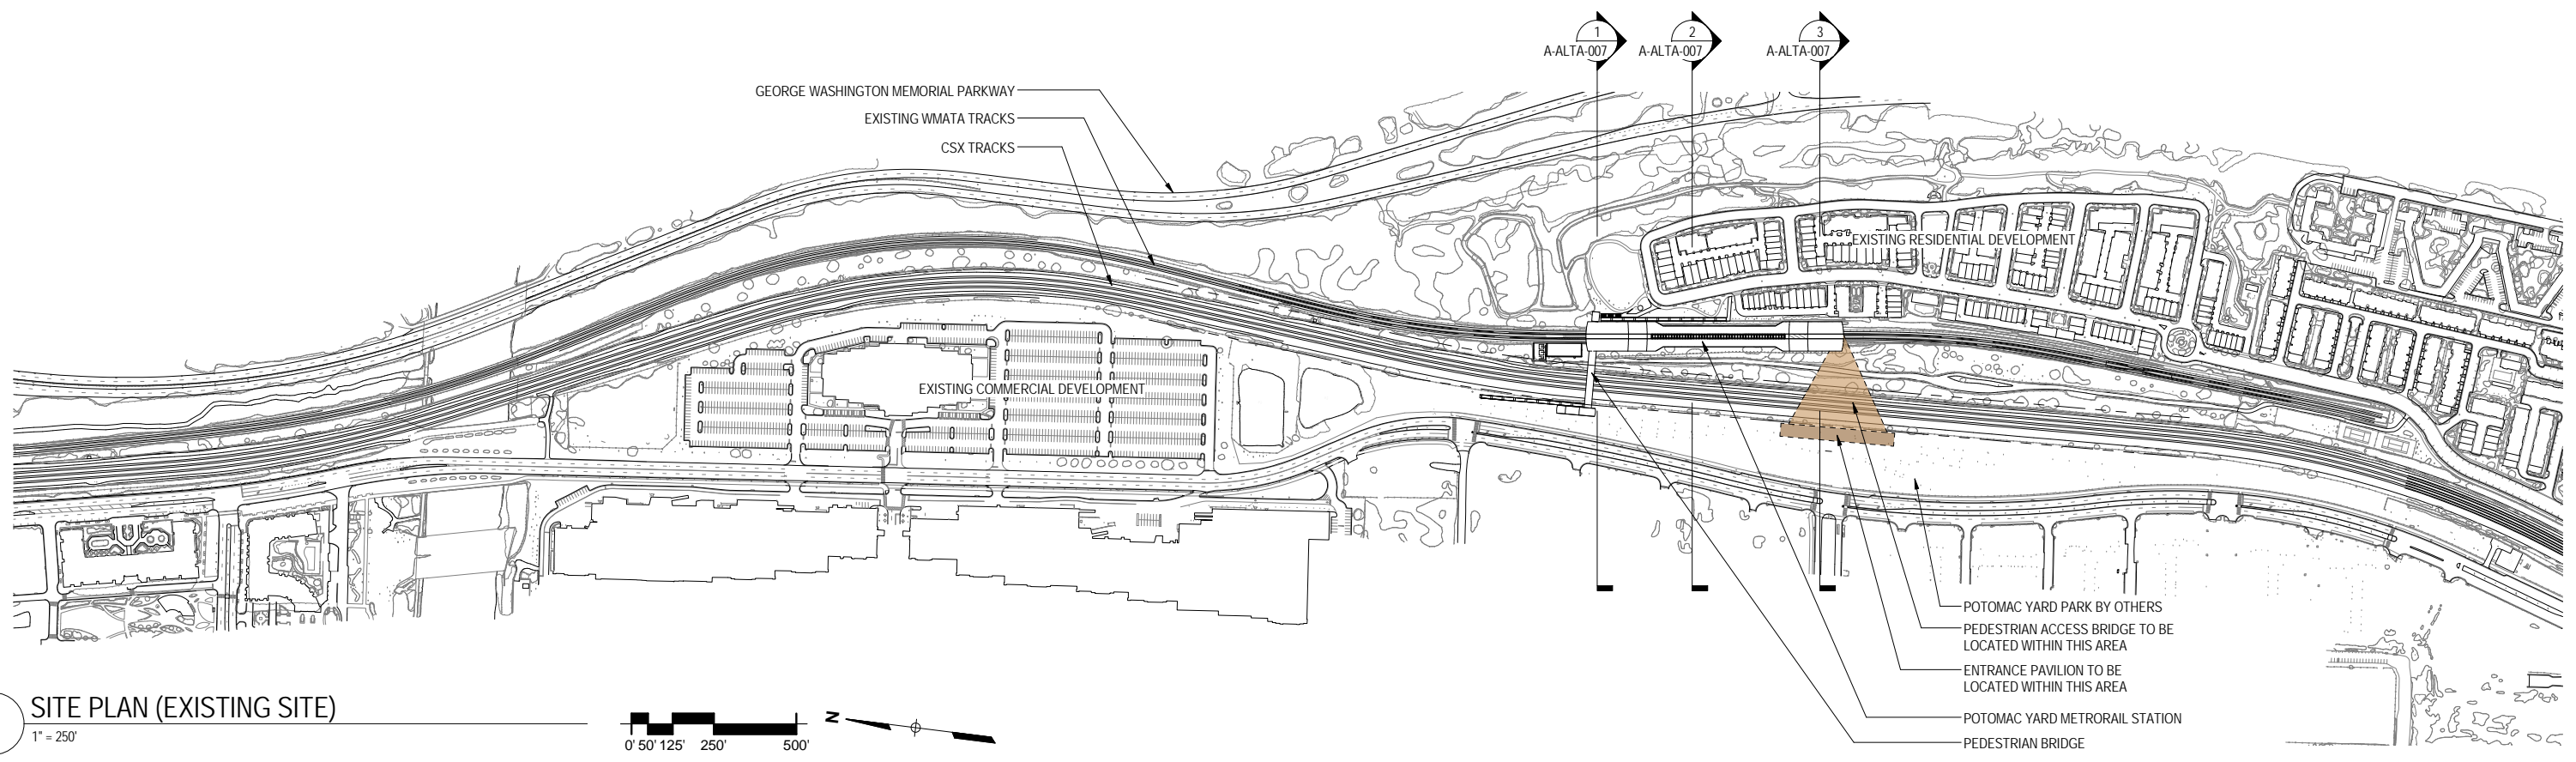 1
A-ALTA-007
2
A-ALTA-007
3
A-ALTA-007
GEORGE WASHINGTON MEMORIAL PARKWAY
EXISTING WMATA TRACKS
CSX TRACKS
EXISTING RESIDENTIAL DEVELOPMENT
EXISTING COMMERCIAL DEVELOPMENT
POTOMAC YARD PARK BY OTHERS
PEDESTRIAN ACCESS BRIDGE TO BE
LOCATED WITHIN THIS AREA
ENTRANCE PAVILION TO BE
LOCATED WITHIN THIS AREA
POTOMAC YARD METRORAIL STATION
PEDESTRIAN BRIDGE
SITE PLAN (EXISTING SITE)
1" = 250'
0' 50' 125' 250' 500'
N